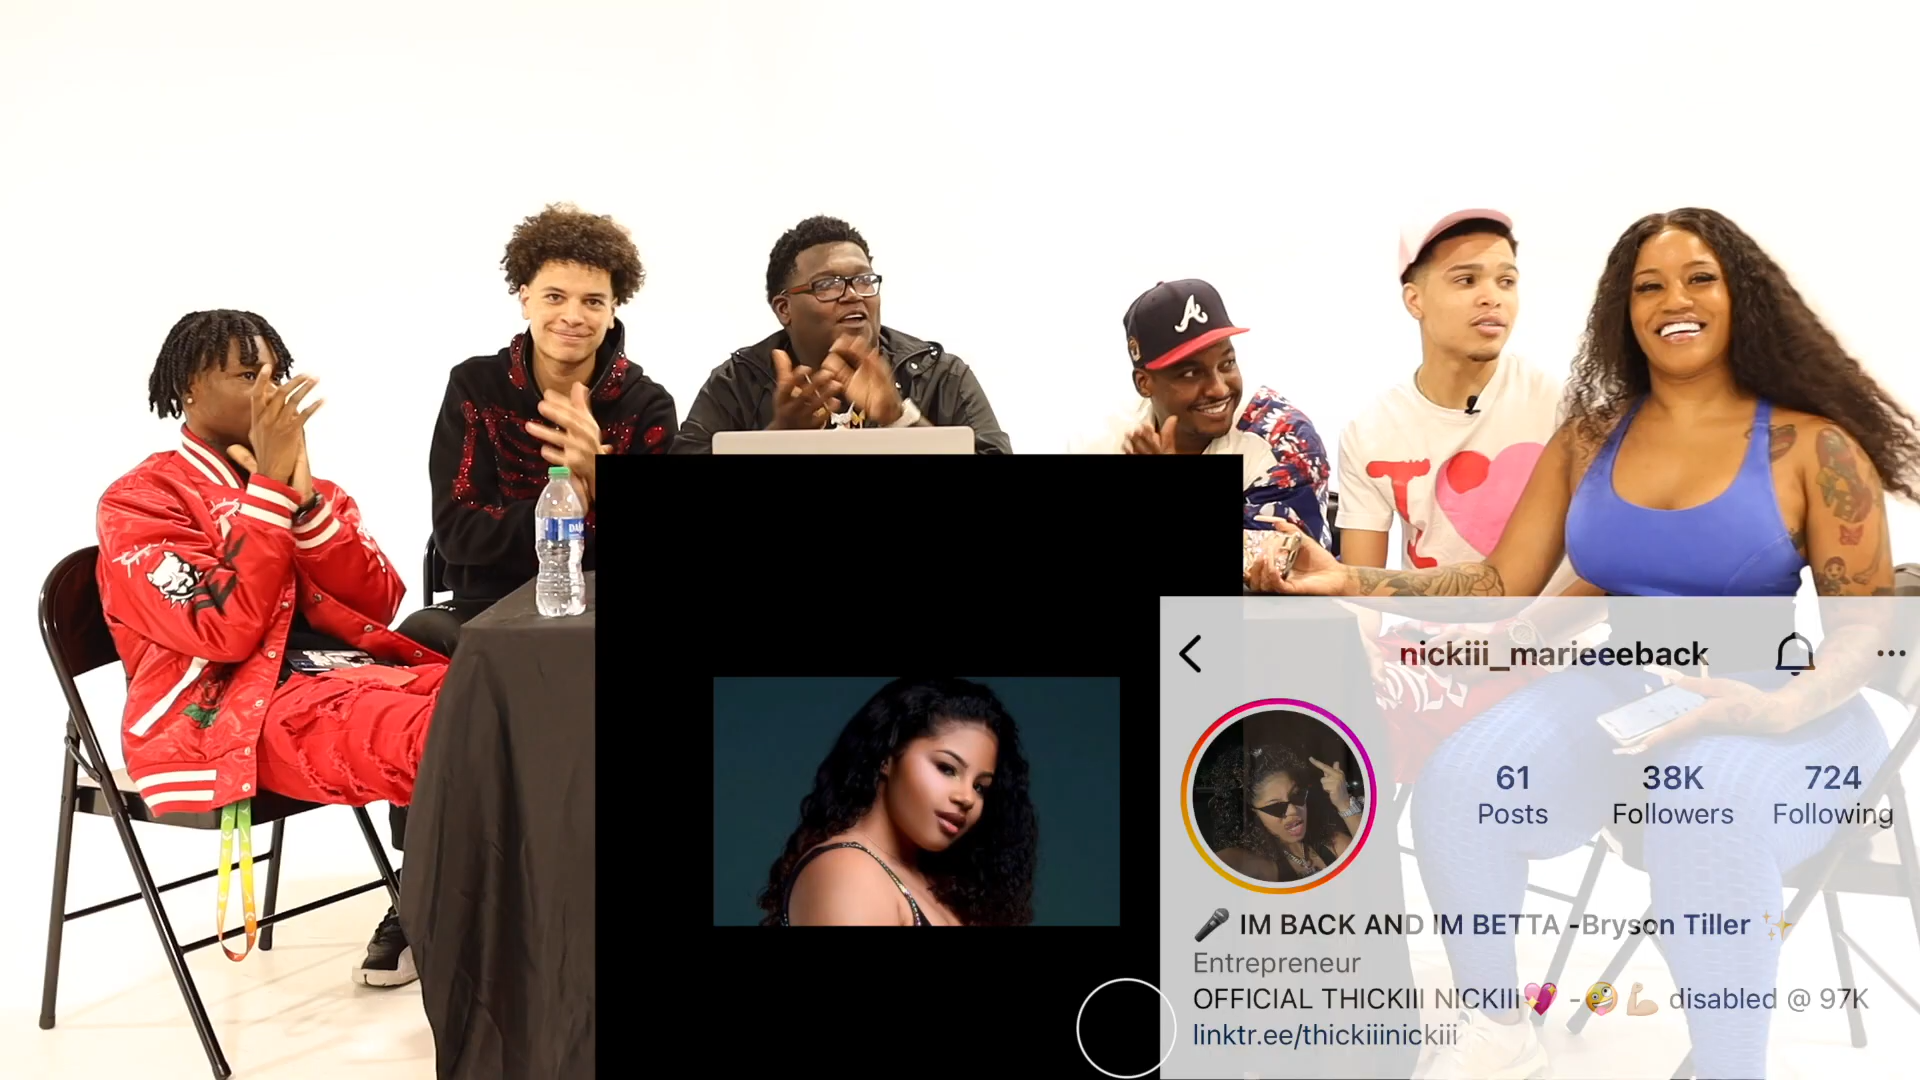 A
I
DASANI
nickiii_marieeeback
61
38K
724
Posts
Followers
Following
🎤 IM BACK AND IM BETTA -Bryson Tiller ✨
Entrepreneur
OFFICIAL THICKIII NICKIII💖 -🤪💪🏼 disabled @ 97K
linktr.ee/thickiiinickiii